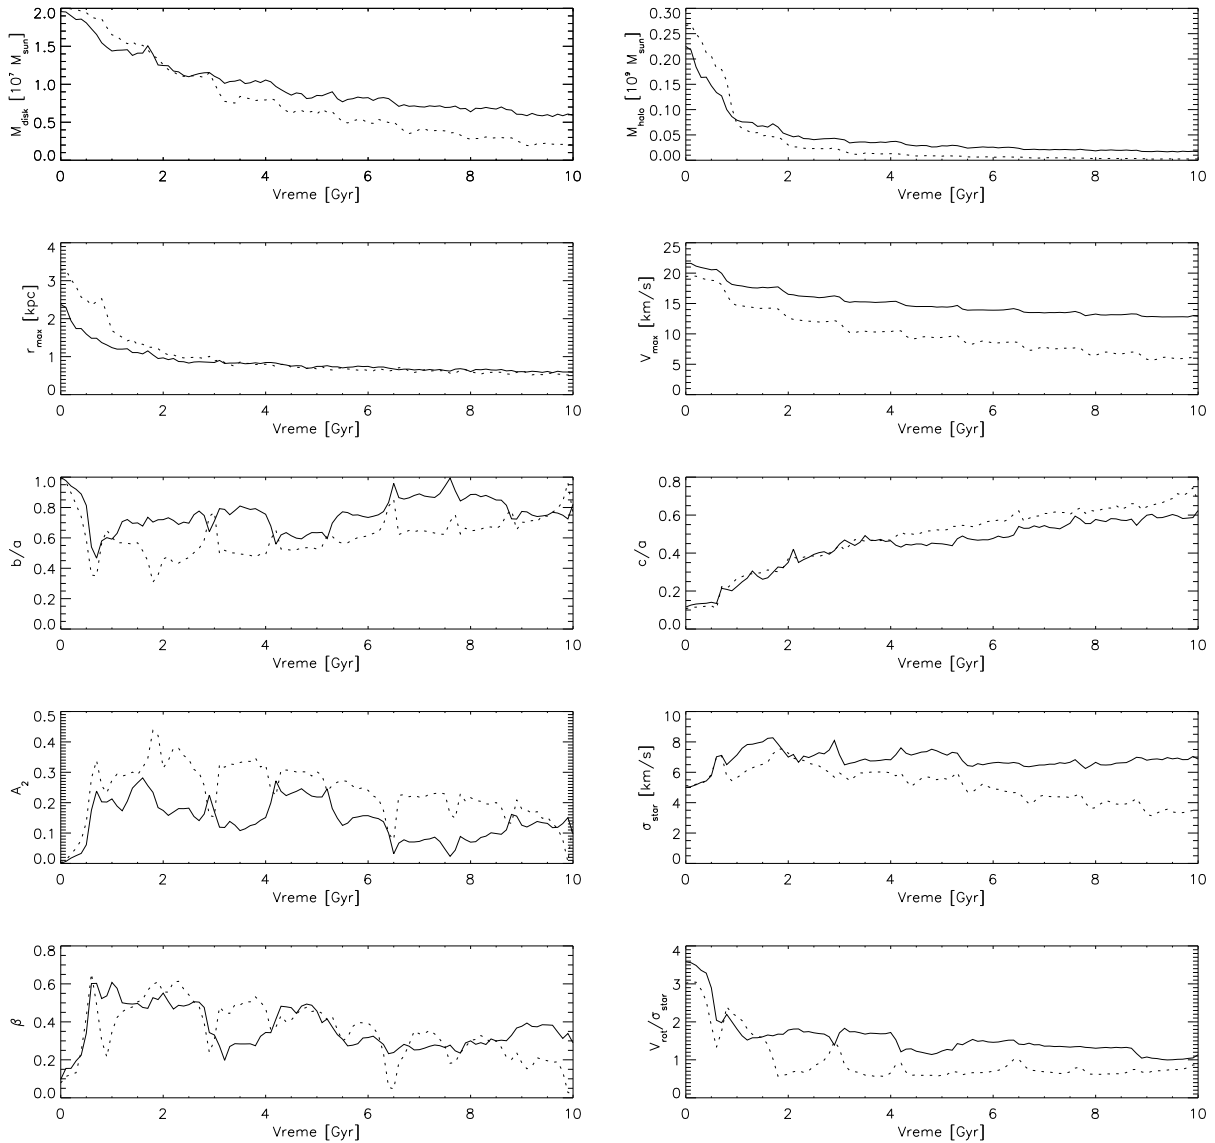 M_disk [10^7 M_sun]
2.0
1.5
1.0
0.5
0.0
0 2 4 6 8 10
Vreme [Gyr]
M_halo [10^9 M_sun]
0.30
0.25
0.20
0.15
0.10
0.05
0.00
0 2 4 6 8 10
Vreme [Gyr]
r_max [kpc]
4
3
2
1
0
0 2 4 6 8 10
Vreme [Gyr]
V_max [km/s]
25
20
15
10
5
0
0 2 4 6 8 10
Vreme [Gyr]
b/a
1.0
0.8
0.6
0.4
0.2
0.0
0 2 4 6 8 10
Vreme [Gyr]
c/a
0.8
0.6
0.4
0.2
0.0
0 2 4 6 8 10
Vreme [Gyr]
A_2
0.5
0.4
0.3
0.2
0.1
0.0
0 2 4 6 8 10
Vreme [Gyr]
σ_star [km/s]
10
8
6
4
2
0
0 2 4 6 8 10
Vreme [Gyr]
β
0.8
0.6
0.4
0.2
0.0
0 2 4 6 8 10
Vreme [Gyr]
V_rot/σ_star
4
3
2
1
0
0 2 4 6 8 10
Vreme [Gyr]